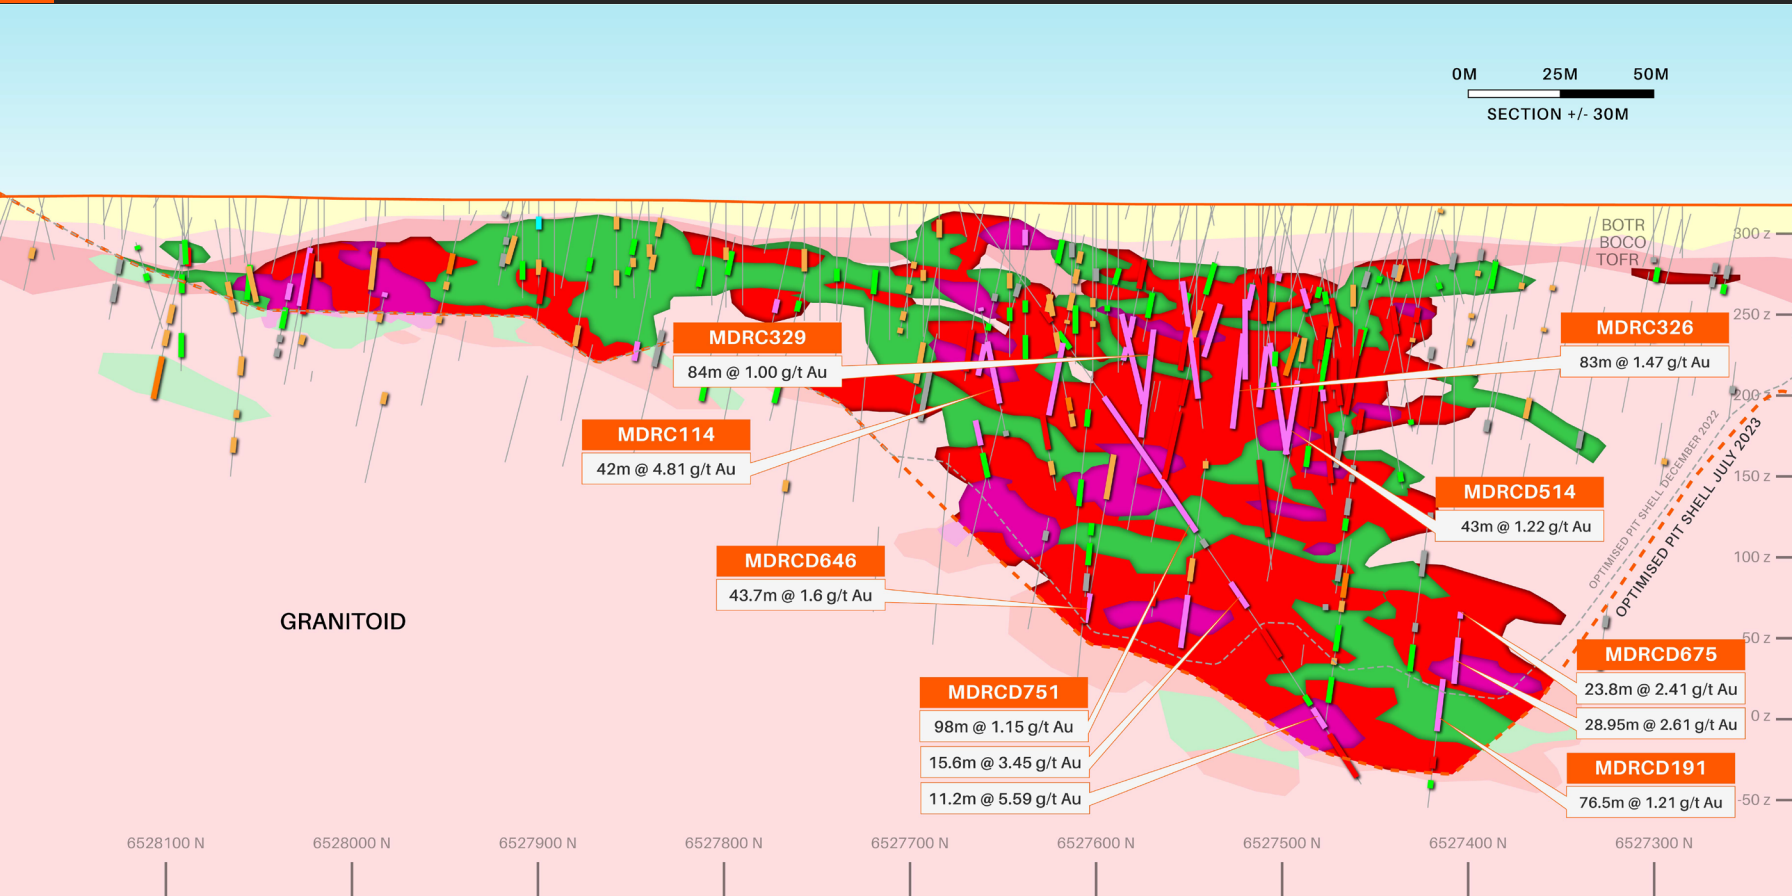 0M 25M 50M
SECTION +/- 30M
BOTR
BOCO
TOFR
300 z
250 z
200 z
150 z
100 z
50 z
0 z
-50 z
MDRC329
84m @ 1.00 g/t Au
MDRC326
83m @ 1.47 g/t Au
MDRC114
42m @ 4.81 g/t Au
MDRCD514
43m @ 1.22 g/t Au
OPTIMISED PIT SHELL DECEMBER 2022
OPTIMISED PIT SHELL JULY 2023
MDRCD646
43.7m @ 1.6 g/t Au
GRANITOID
MDRCD751
98m @ 1.15 g/t Au
15.6m @ 3.45 g/t Au
11.2m @ 5.59 g/t Au
MDRCD675
23.8m @ 2.41 g/t Au
28.95m @ 2.61 g/t Au
MDRCD191
76.5m @ 1.21 g/t Au
6528100 N 6528000 N 6527900 N 6527800 N 6527700 N 6527600 N 6527500 N 6527400 N 6527300 N